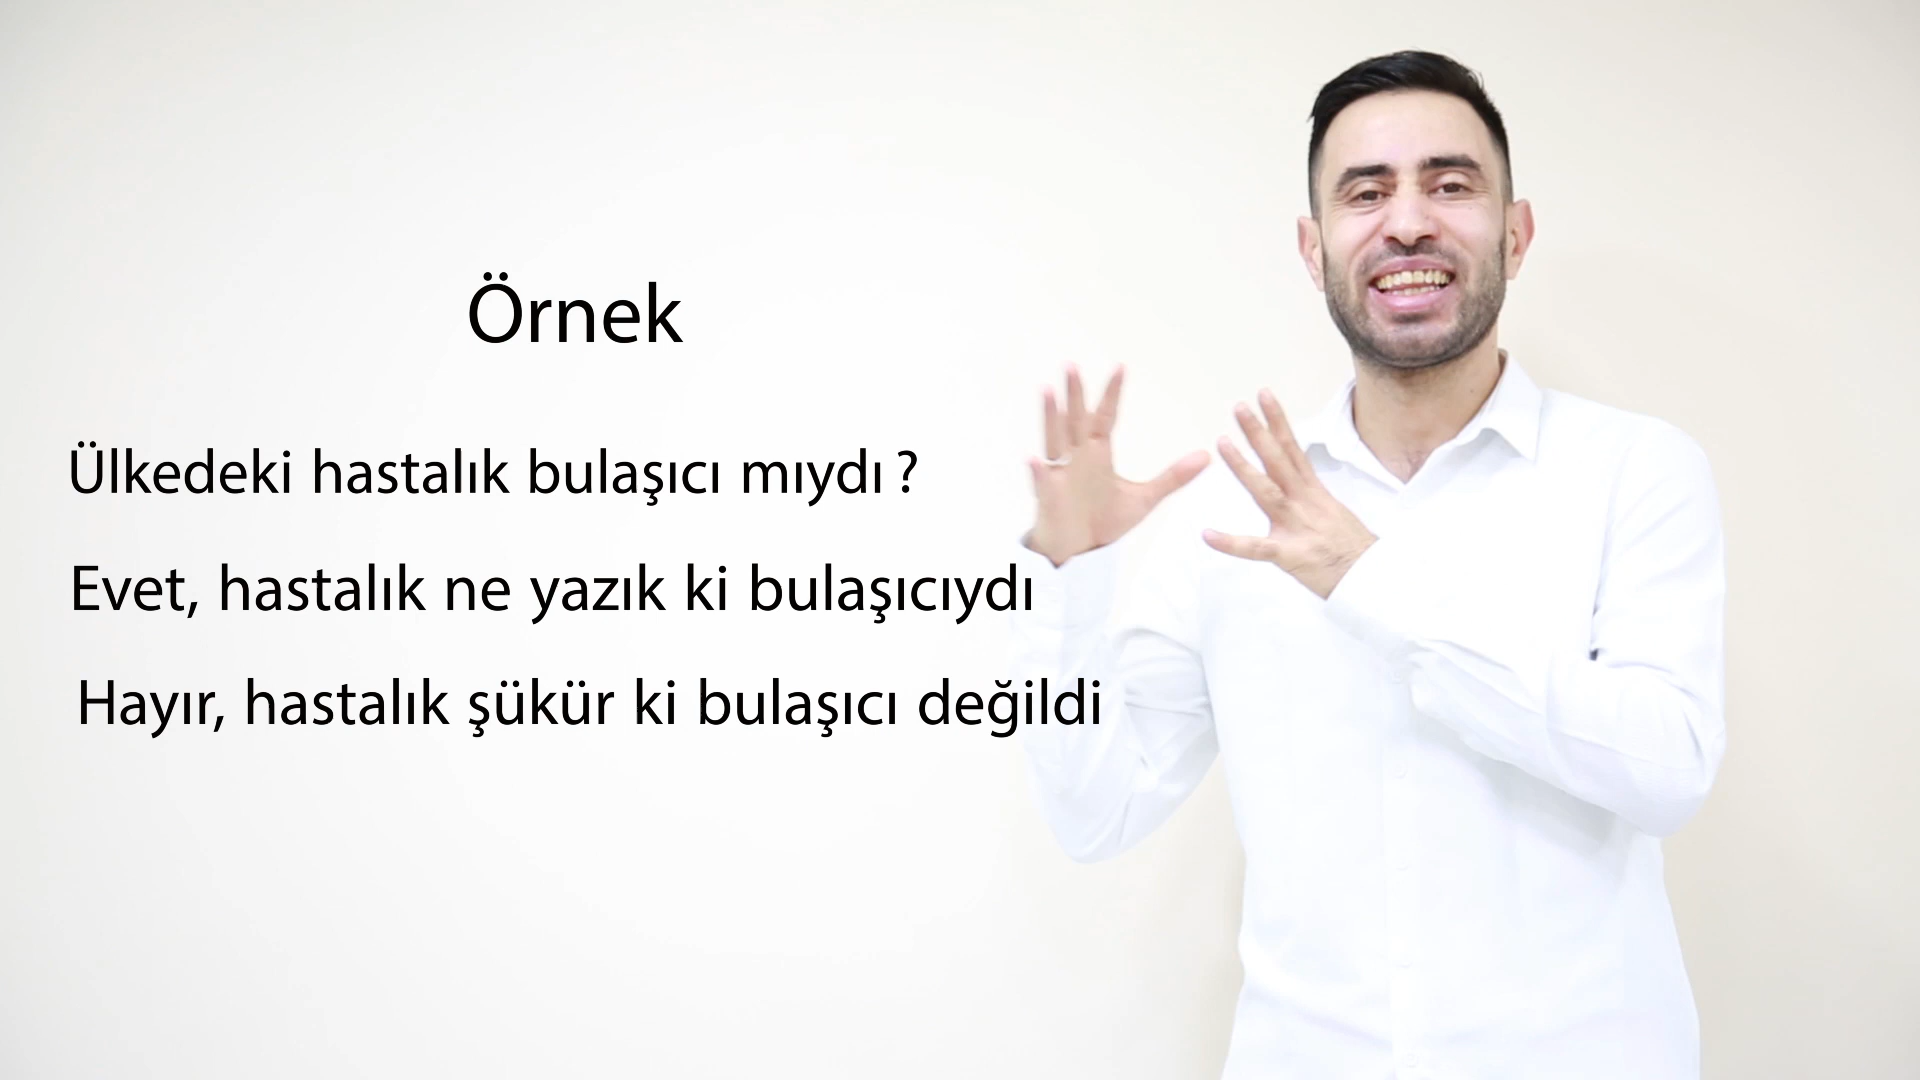 Örnek
Ülkedeki hastalık bulaşıcı mıydı ?
Evet, hastalık ne yazık ki bulaşıcıydı
Hayır, hastalık şükür ki bulaşıcı değildi